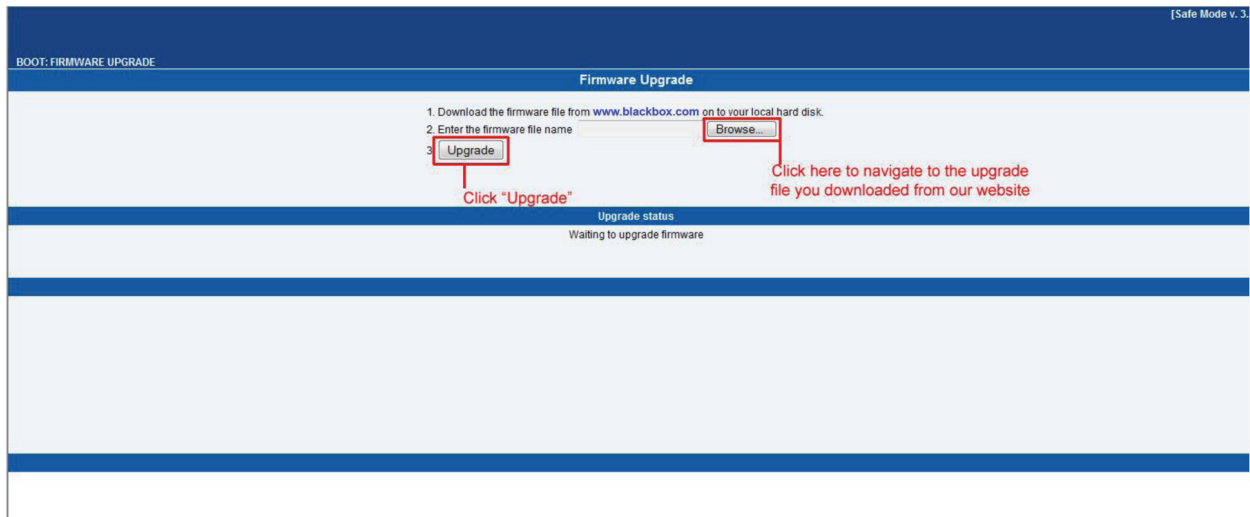 [Safe Mode v. 3.
BOOT: FIRMWARE UPGRADE
Firmware Upgrade
1. Download the firmware file from www.blackbox.com on to your local hard disk.
2. Enter the firmware file name Browse...
3. Upgrade
Click here to navigate to the upgrade
file you downloaded from our website
Click “Upgrade”
Upgrade status
Waiting to upgrade firmware